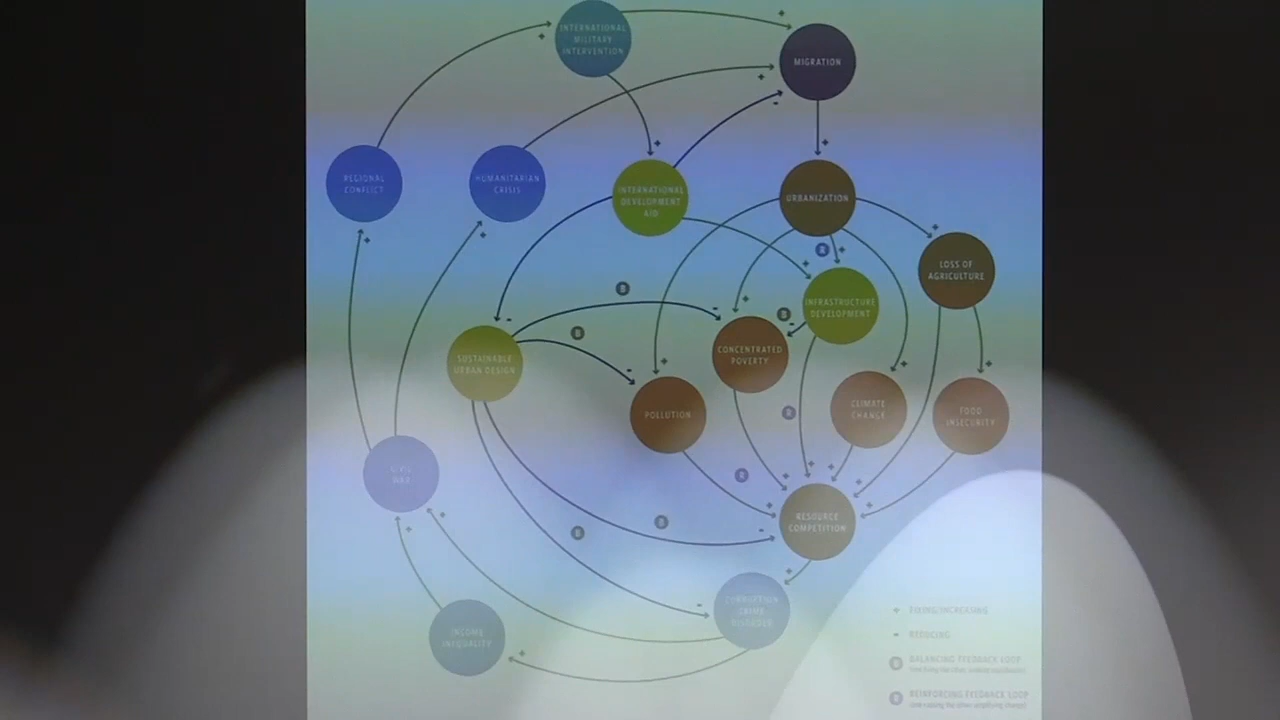 INTERNATIONAL
MILITARY
INTERVENTION
MIGRATION
REGIONAL
CONFLICT
HUMANITARIAN
CRISIS
INTERNATIONAL
DEVELOPMENT
AID
URBANIZATION
LOSS OF
AGRICULTURE
INFRASTRUCTURE
DEVELOPMENT
CONCENTRATED
POVERTY
SUSTAINABLE
URBAN DESIGN
POLLUTION
CLIMATE
CHANGE
FOOD
INSECURITY
CIVIL
WAR
RESOURCE
COMPETITION
CORRUPTION
CRIME
INCOME
INEQUALITY
REDUCING
BALANCING FEEDBACK LOOP
REINFORCING FEEDBACK LOOP